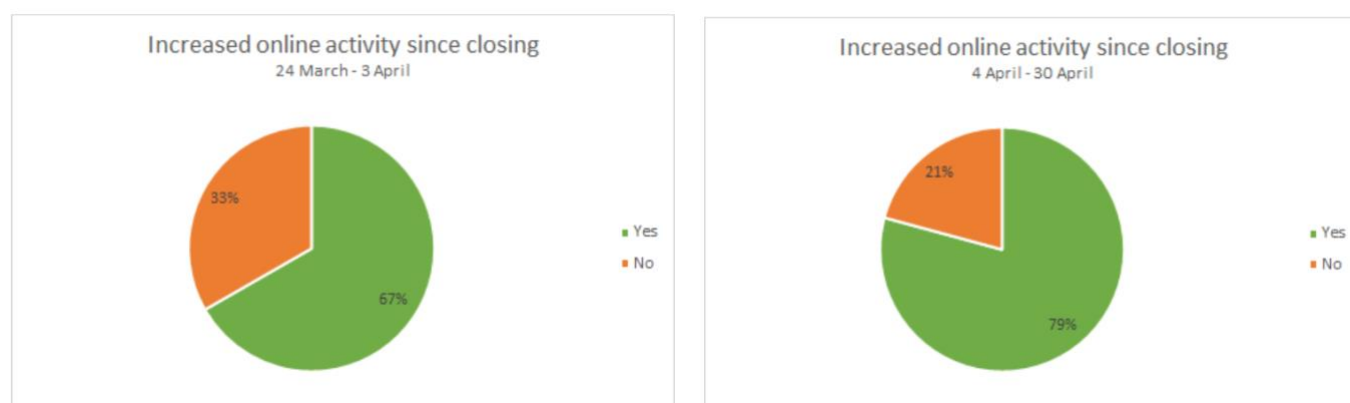 Increased online activity since closing
24 March - 3 April
33%
67%
Yes
No
Increased online activity since closing
4 April - 30 April
21%
79%
Yes
No